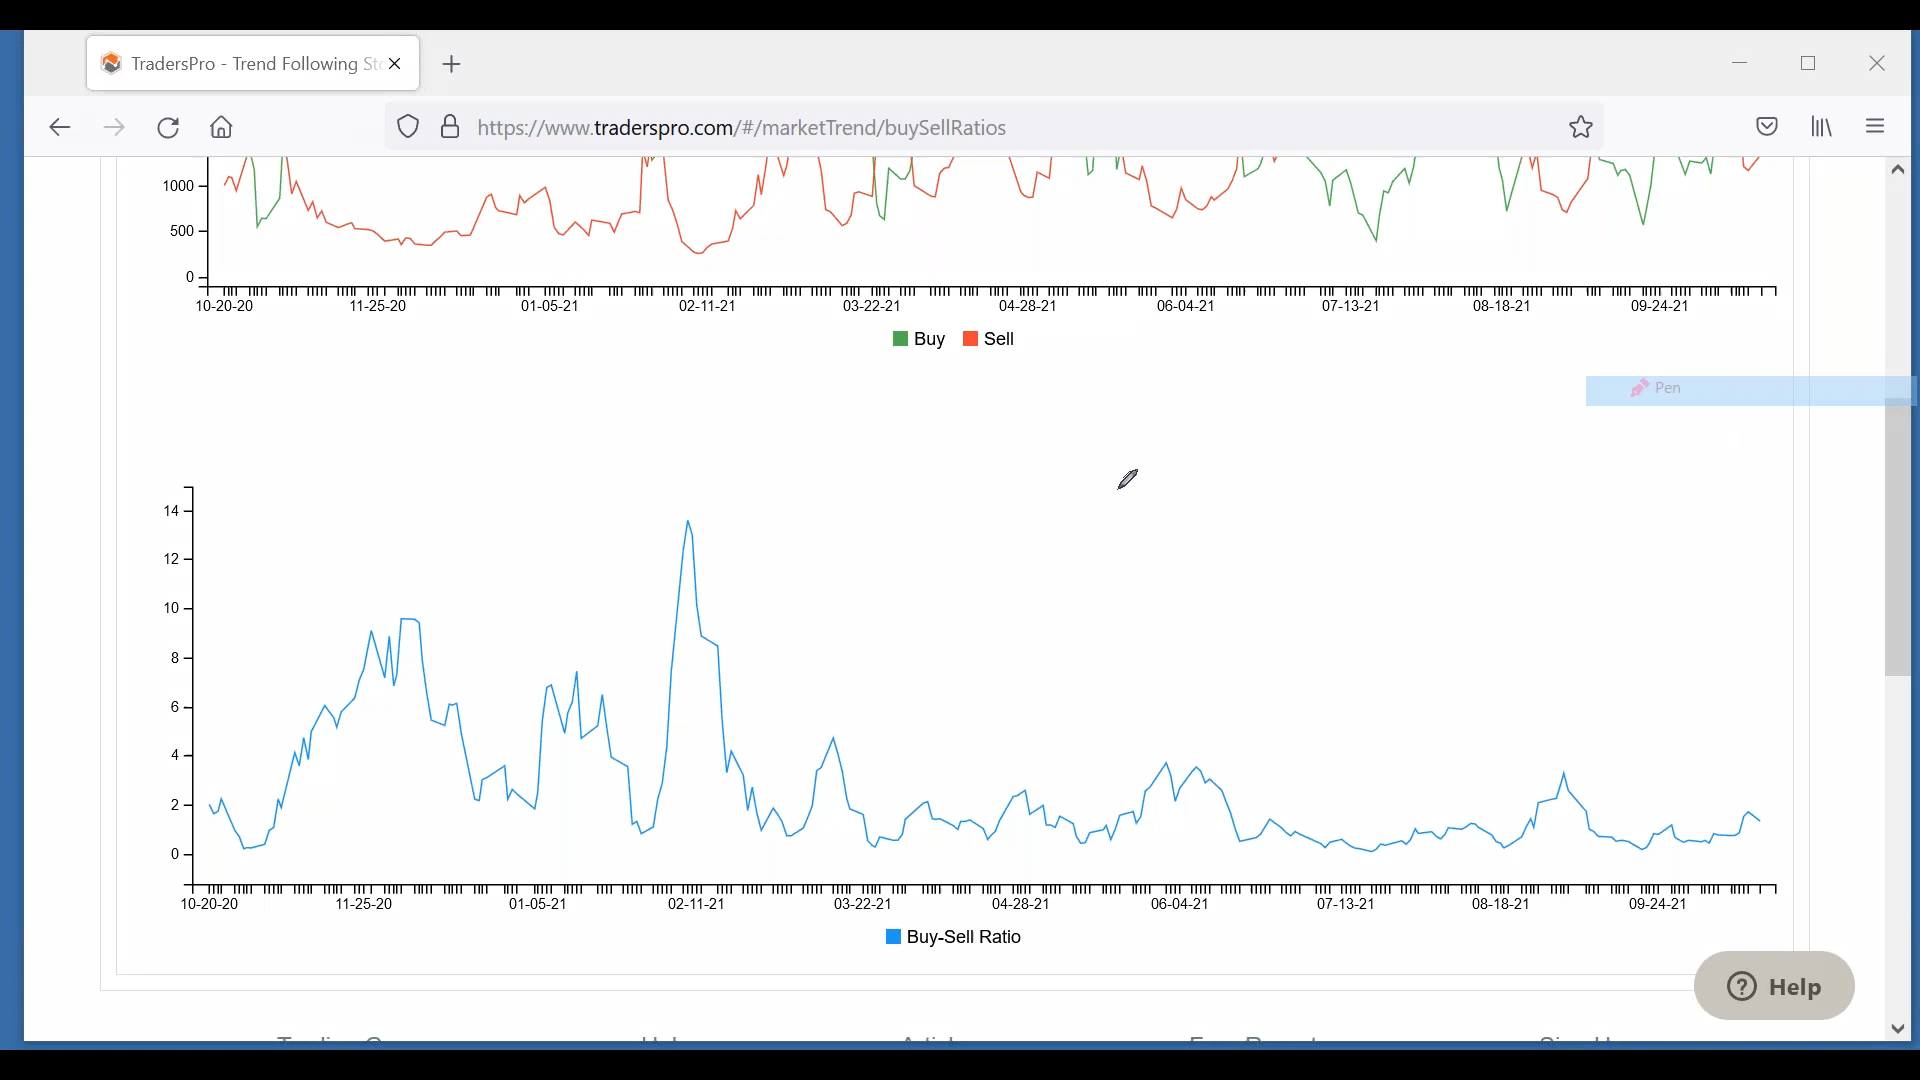 TradersPro - Trend Following Sto
https://www.traderspro.com/#/marketTrend/buySellRatios
1000
500
0
10-20-20 11-25-20 01-05-21 02-11-21 03-22-21 04-28-21 06-04-21 07-13-21 08-18-21 09-24-21
Buy Sell
Pen
14
12
10
8
6
4
2
0
10-20-20 11-25-20 01-05-21 02-11-21 03-22-21 04-28-21 06-04-21 07-13-21 08-18-21 09-24-21
Buy-Sell Ratio
? Help